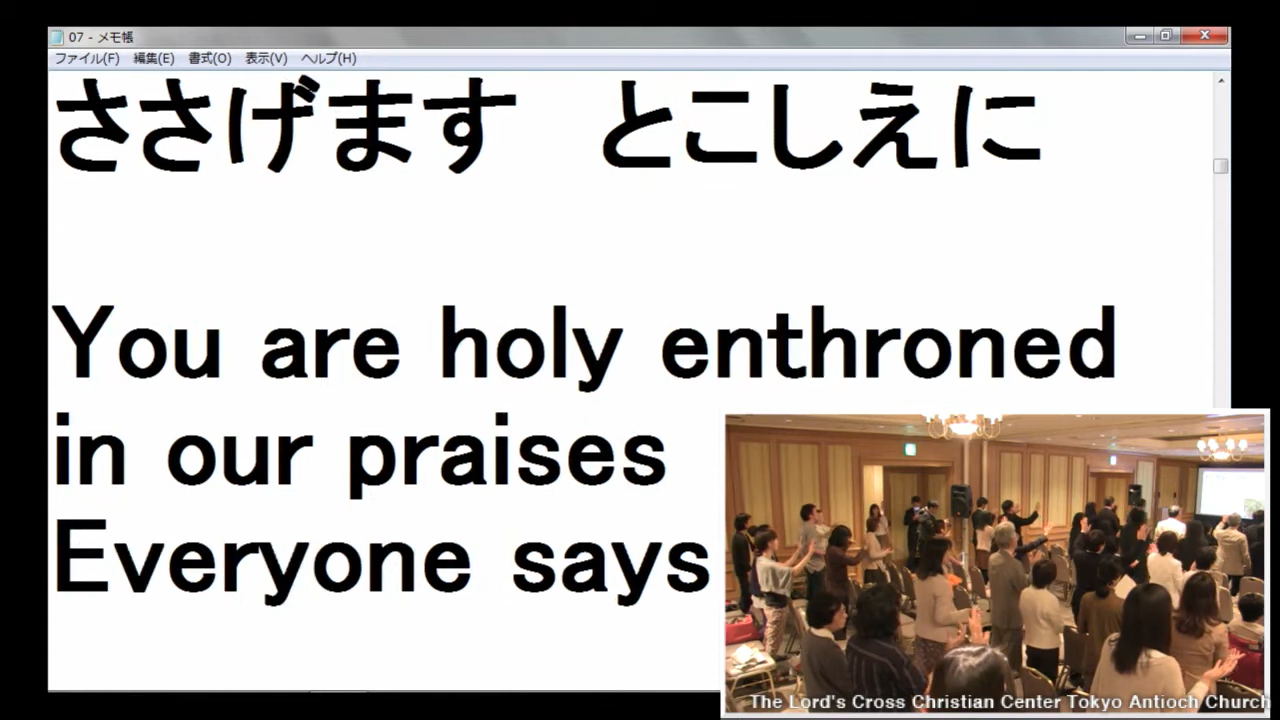 07 - メモ帳
ファイル(F) 編集(E) 書式(O) 表示(V) ヘルプ(H)
ささげます　とこしえに
You are holy enthroned
in our praises
Everyone says
The Lord's Cross Christian Center Tokyo Antioch Church